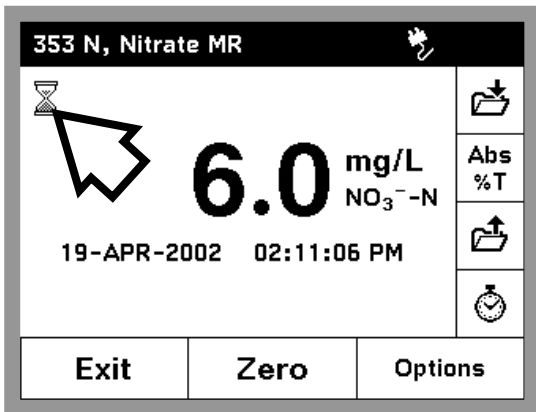 353 N, Nitrate MR
6.0 mg/L
NO₃⁻-N
Abs
%T
19-APR-2002 02:11:06 PM
Exit Zero Options